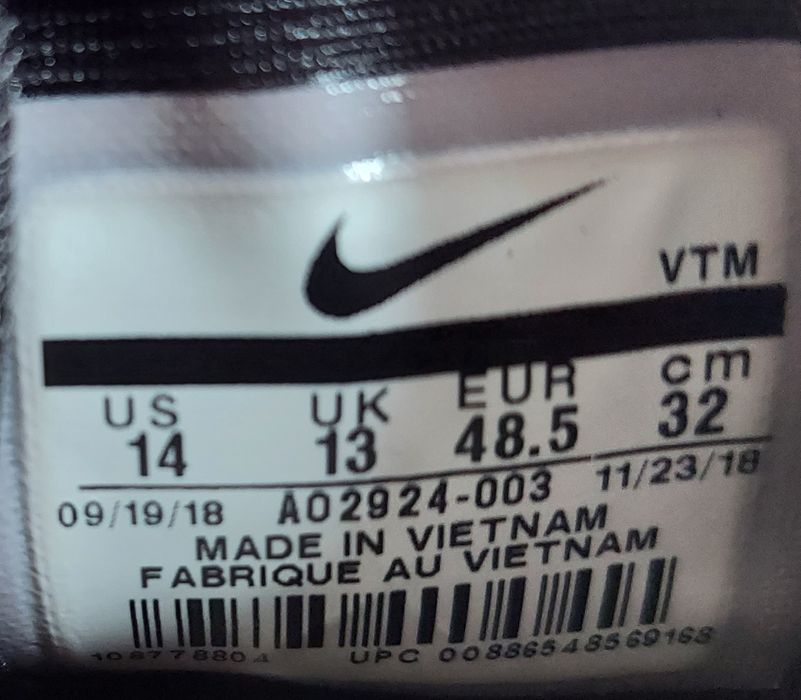 VTM
US UK EUR cm
14 13 48.5 32
09/19/18 AO2924-003 11/23/18
MADE IN VIETNAM
FABRIQUE AU VIETNAM
UPC 00886548569163